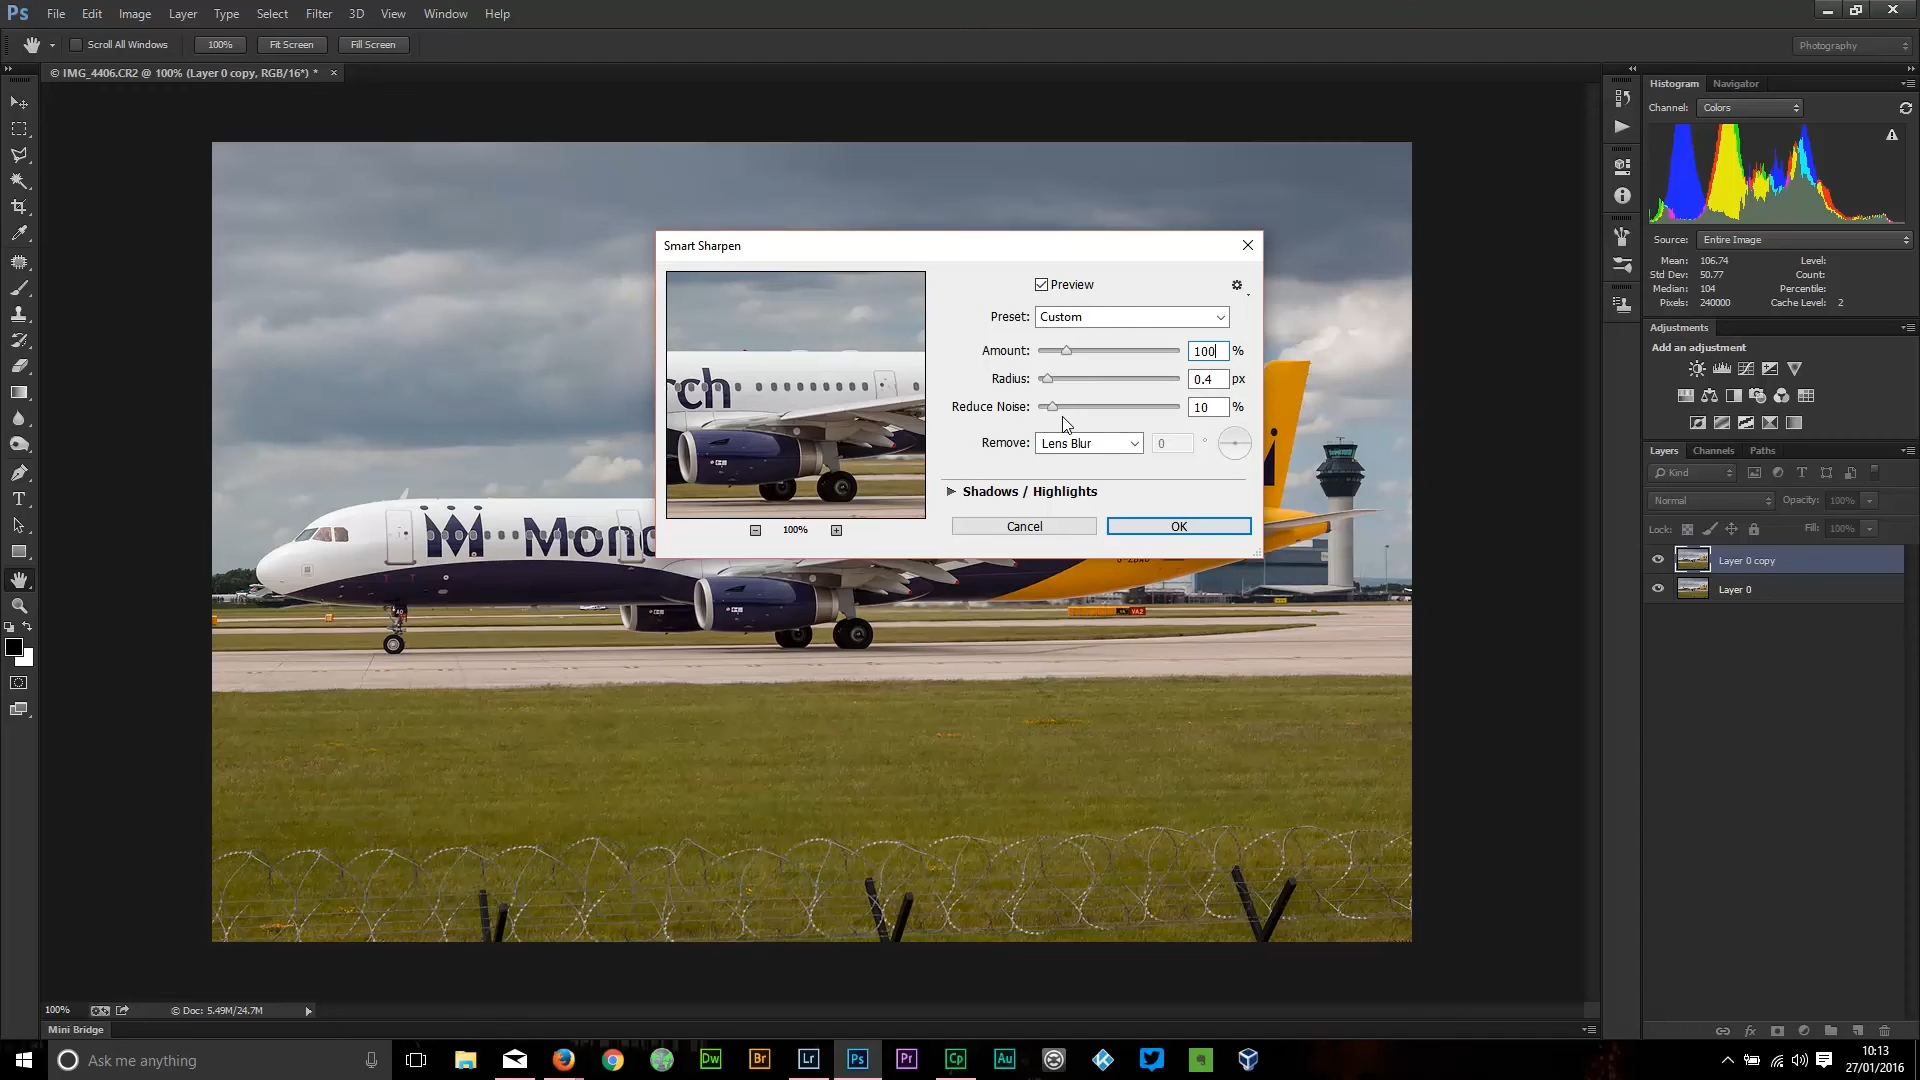 Ps File Edit Image Layer Type Select Filter 3D View Window Help
Scroll All Windows 100% Fit Screen Fill Screen Photography
© IMG_4406.CR2 @ 100% (Layer 0 copy, RGB/16*) * ×
Histogram Navigator
Channel: Colors
Source: Entire Image
Mean: 106.74 Level:
Std Dev: 50.77 Count:
Median: 104 Percentile:
Pixels: 240000 Cache Level: 2
Adjustments
Add an adjustment
Layers Channels Paths
Kind
Normal Opacity: 100%
Lock: Fill: 100%
Layer 0 copy
Layer 0
Smart Sharpen
Preview
Preset: Custom
Amount: 100 %
Radius: 0.4 px
Reduce Noise: 10 %
Remove: Lens Blur 0 °
Shadows / Highlights
Cancel OK
100%
rch
Mono
VA2
100% © Doc: 5.49M/24.7M
Mini Bridge
Ask me anything
Dw Br Lr Ps Pr Cp Au
10:13
27/01/2016